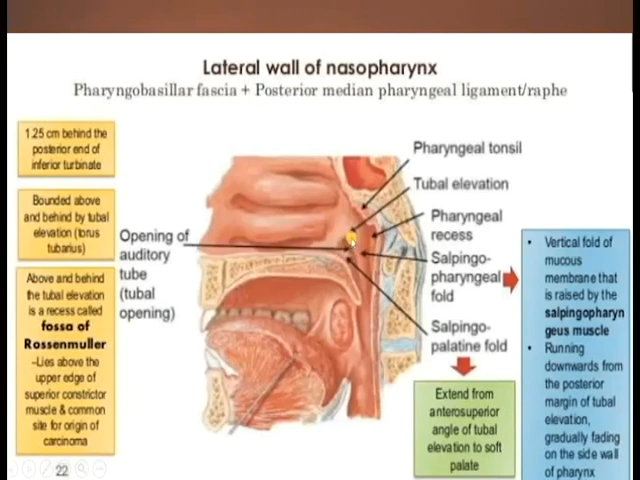 Lateral wall of nasopharynx
Pharyngobasillar fascia + Posterior median pharyngeal ligament/raphe
1.25 cm behind the
posterior end of
inferior turbinate
Bounded above
and behind by tubal
elevation (torus
tubarius)
Above and behind
the tubal elevation
is a recess called
fossa of
Rossenmuller
–Lies above the
upper edge of
superior constrictor
muscle & common
site for origin of
carcinoma
Opening of
auditory
tube
(tubal
opening)
Pharyngeal tonsil
Tubal elevation
Pharyngeal
recess
Salpingo-
pharyngeal
fold
Salpingo-
palatine fold
Extend from
anterosuperior
angle of tubal
elevation to soft
palate
• Vertical fold of
mucous
membrane that
is raised by the
salpingopharyn
geus muscle
• Running
downwards from
the posterior
margin of tubal
elevation,
gradually fading
on the side wall
of pharynx
22